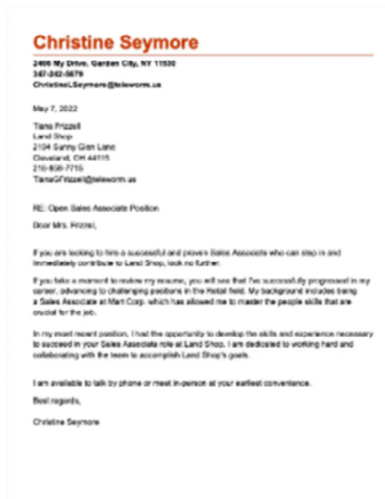 Christine Seymore
2466 My Drive, Garden City, NY 11530
347-242-5679
ChristineLSeymore@teleworm.us
May 7, 2022
Tiana Frizzell
Land Shop
2194 Sunny Glen Lane
Cleveland, OH 44115
216-856-7715
TianaGFrizzell@teleworm.us
RE: Open Sales Associate Position
Dear Mrs. Frizzel,
If you are looking to hire a successful and proven Sales Associate who can step in and
immediately contribute to Land Shop, look no further.
If you take a moment to review my resume, you will see that I've successfully progressed in my
career, advancing to challenging positions in the Retail field. My background includes being
a Sales Associate at Mart Corp. which has allowed me to master the people skills that are
crucial for the job.
In my most recent position, I had the opportunity to develop the skills and experience necessary
to succeed in your Sales Associate role at Land Shop. I am dedicated to working hard and
collaborating with the team to accomplish Land Shop's goals.
I am available to talk by phone or meet in-person at your earliest convenience.
Best regards,
Christine Seymore